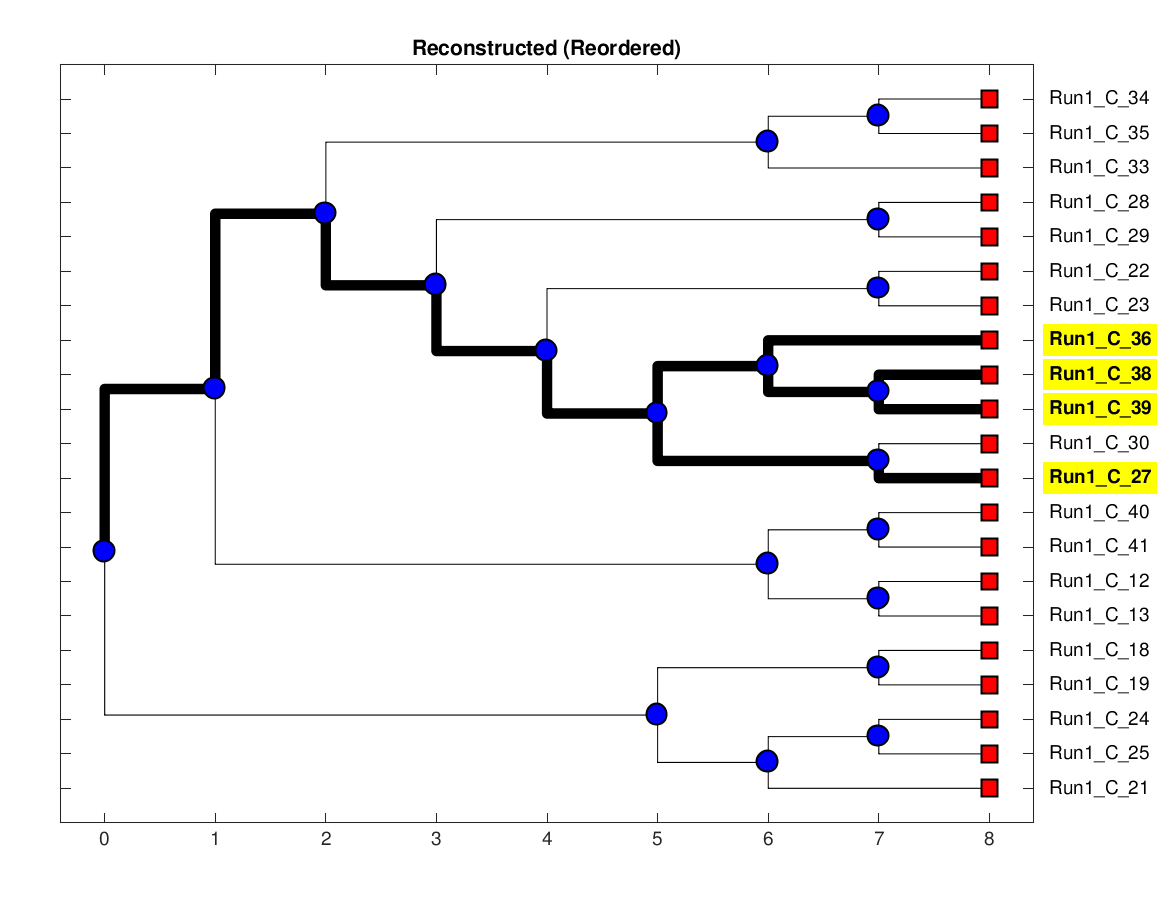 Reconstructed (Reordered)
Run1_C_34
Run1_C_35
Run1_C_33
Run1_C_28
Run1_C_29
Run1_C_22
Run1_C_23
Run1_C_36
Run1_C_38
Run1_C_39
Run1_C_30
Run1_C_27
Run1_C_40
Run1_C_41
Run1_C_12
Run1_C_13
Run1_C_18
Run1_C_19
Run1_C_24
Run1_C_25
Run1_C_21
0 1 2 3 4 5 6 7 8